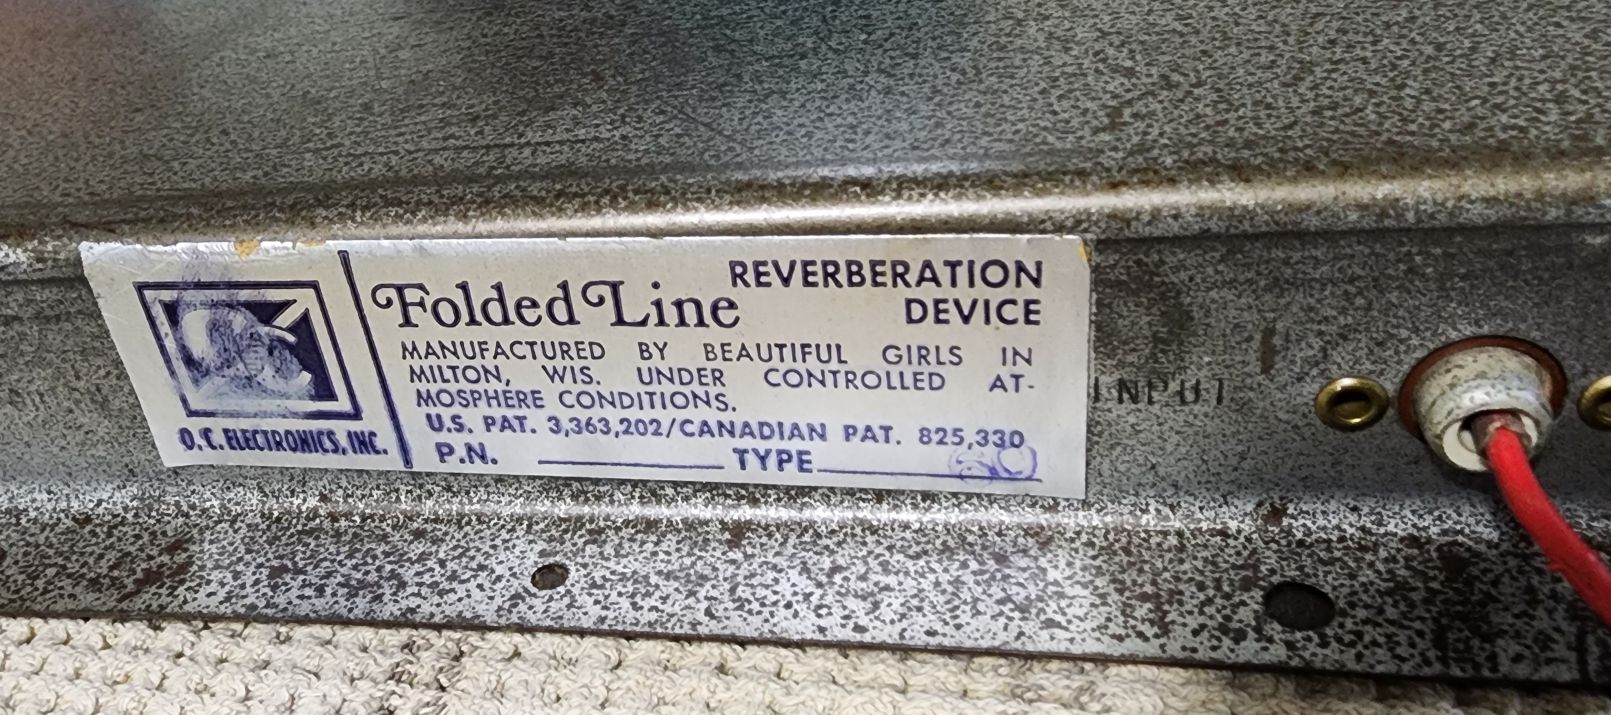 O.C. ELECTRONICS, INC.
Folded Line
REVERBERATION
DEVICE
MANUFACTURED BY BEAUTIFUL GIRLS IN
MILTON, WIS. UNDER CONTROLLED AT-
MOSPHERE CONDITIONS.
U.S. PAT. 3,363,202/CANADIAN PAT. 825,330
P.N. TYPE
INPUT